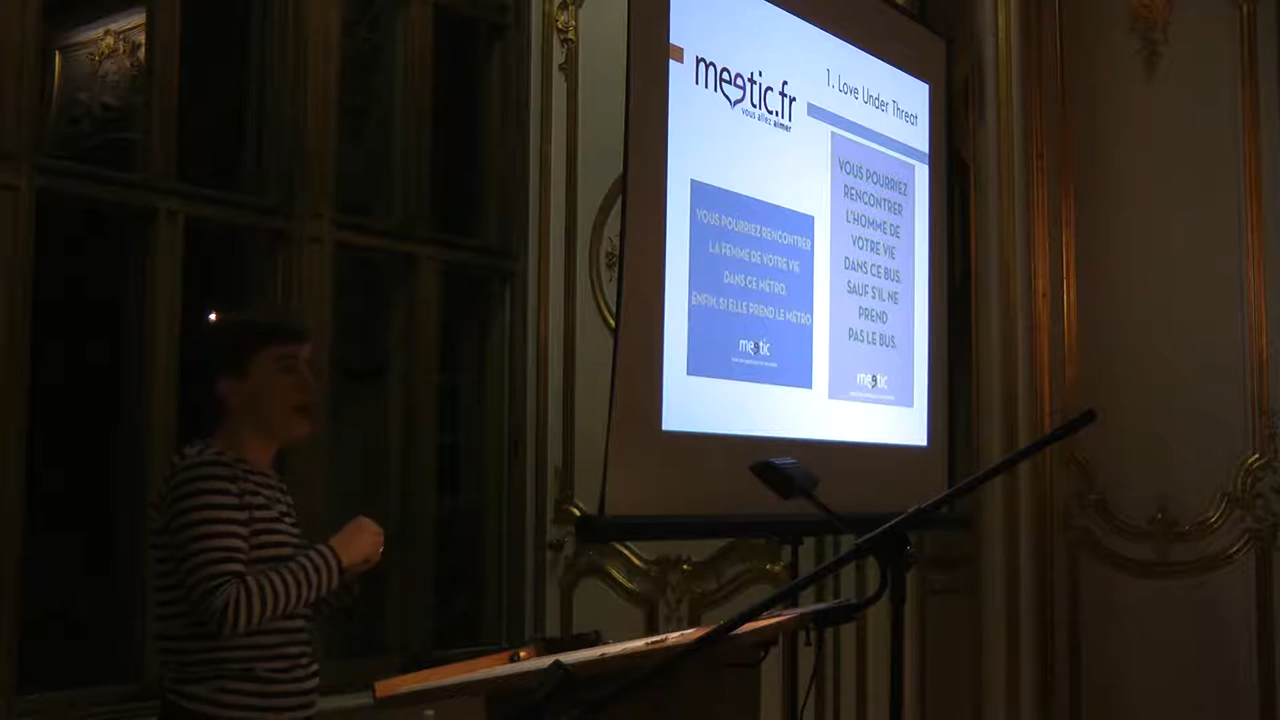 meetic.fr
vous allez aimer
1. Love Under Threat
VOUS POURRIEZ RENCONTRER
LA FEMME DE VOTRE VIE
DANS CE MÉTRO.
ENFIN, SI ELLE PREND LE MÉTRO
meetic
VOUS POURRIEZ
RENCONTRER
L'HOMME DE
VOTRE VIE
DANS CE BUS.
SAUF S'IL NE
PREND
PAS LE BUS.
meetic